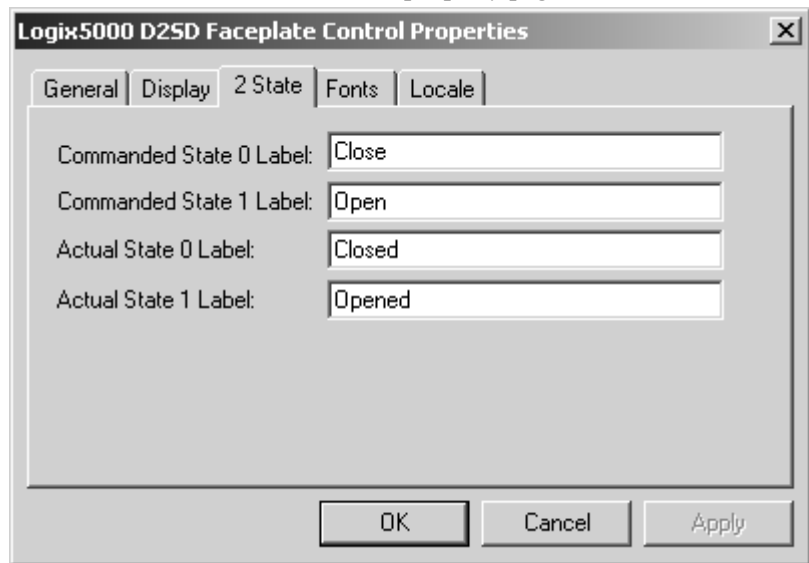 Logix5000 D2SD Faceplate Control Properties
General Display 2 State Fonts Locale
Commanded State 0 Label: Close
Commanded State 1 Label: Open
Actual State 0 Label: Closed
Actual State 1 Label: Opened
OK Cancel Apply